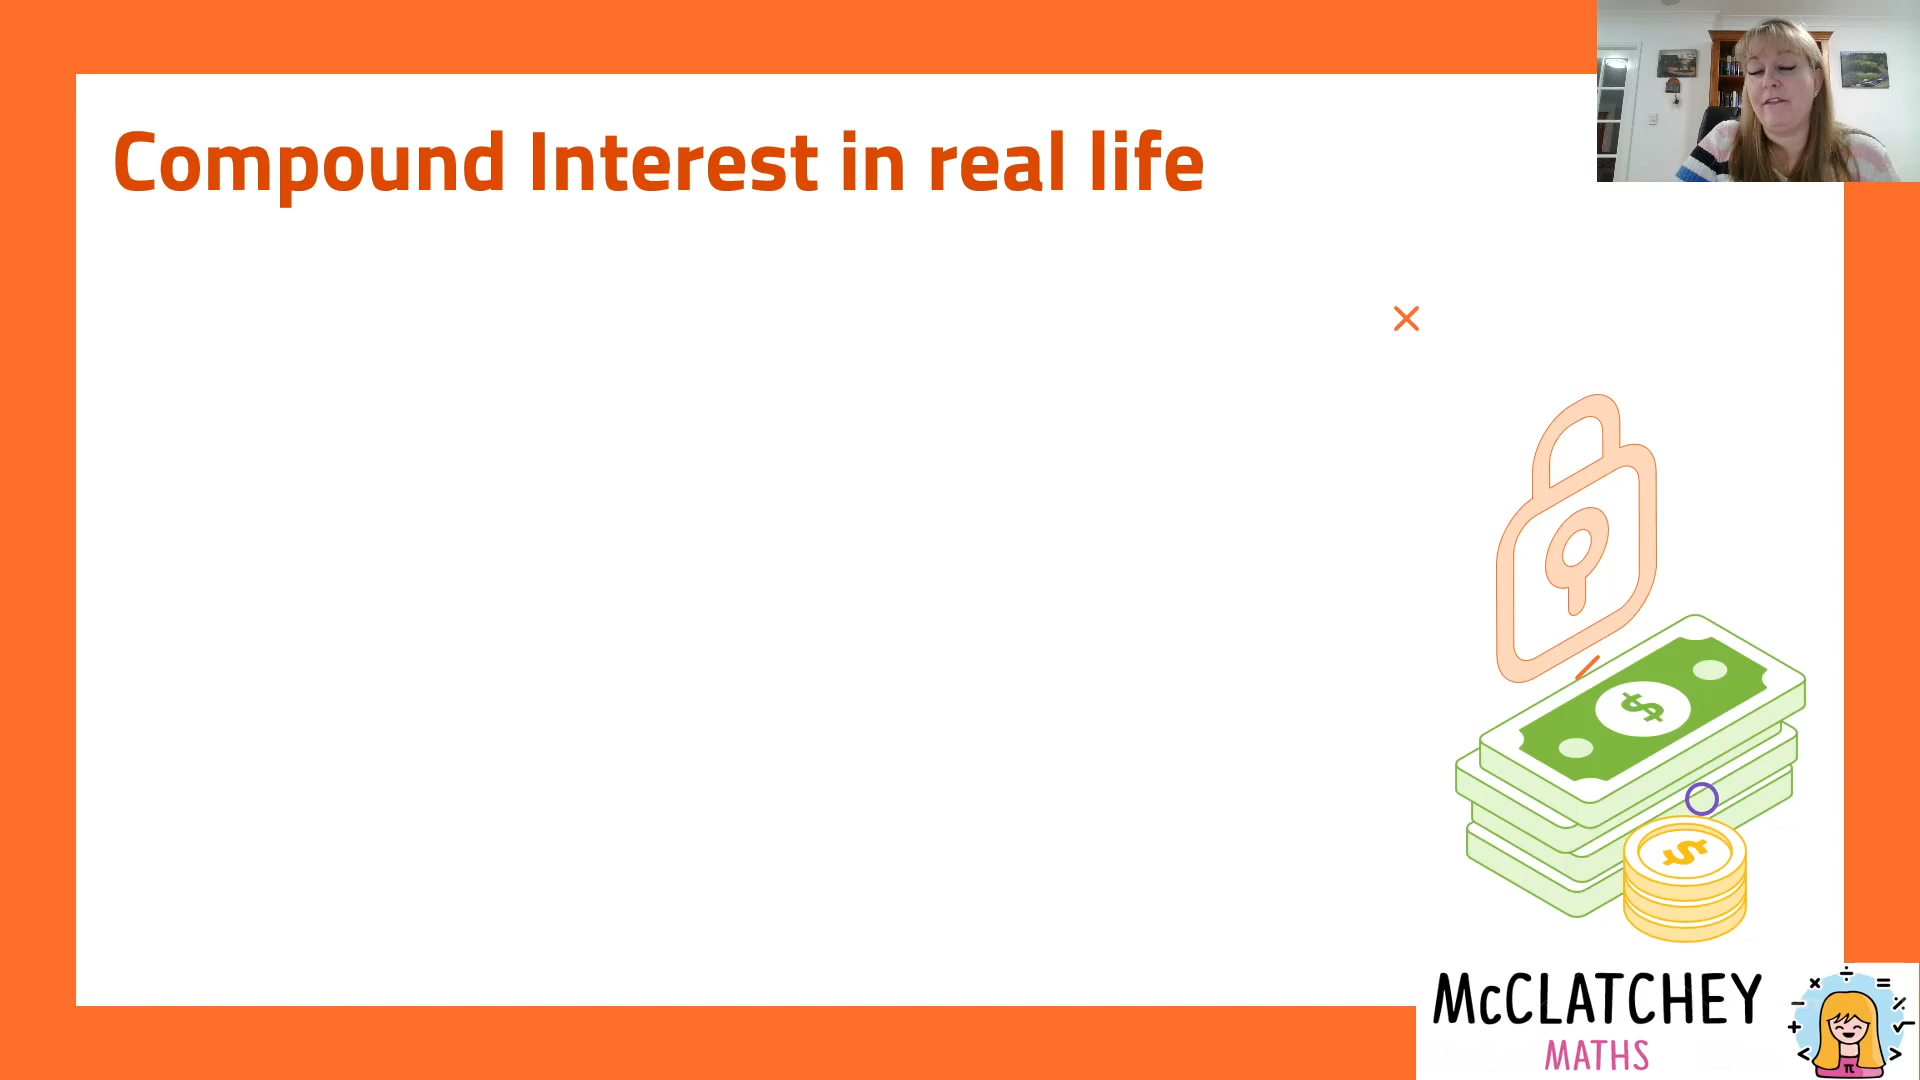 Compound Interest in real life
$
$
McCLATCHEY
MATHS
× ÷ =
− %
+ √
< π >